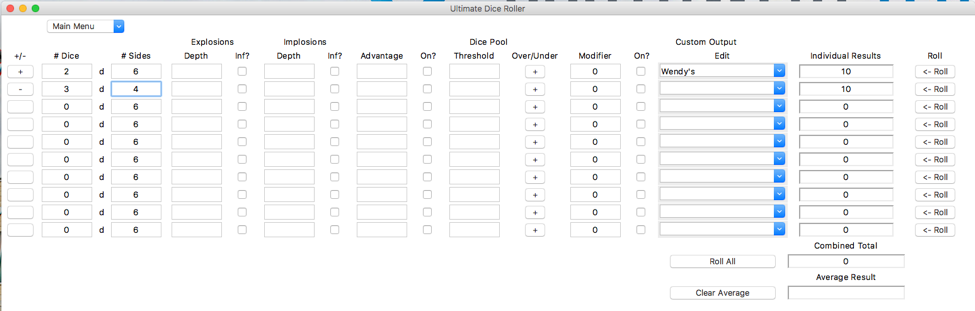 Ultimate Dice Roller
Main Menu
Explosions Implosions Dice Pool Custom Output
+/- # Dice # Sides Depth Inf? Depth Inf? Advantage On? Threshold Over/Under Modifier On? Edit Individual Results Roll
+ 2 d 6 + 0 Wendy's 10 <- Roll
- 3 d 4 + 0 10 <- Roll
0 d 6 + 0 0 <- Roll
0 d 6 + 0 0 <- Roll
0 d 6 + 0 0 <- Roll
0 d 6 + 0 0 <- Roll
0 d 6 + 0 0 <- Roll
0 d 6 + 0 0 <- Roll
0 d 6 + 0 0 <- Roll
0 d 6 + 0 0 <- Roll
Combined Total
Roll All 0
Average Result
Clear Average